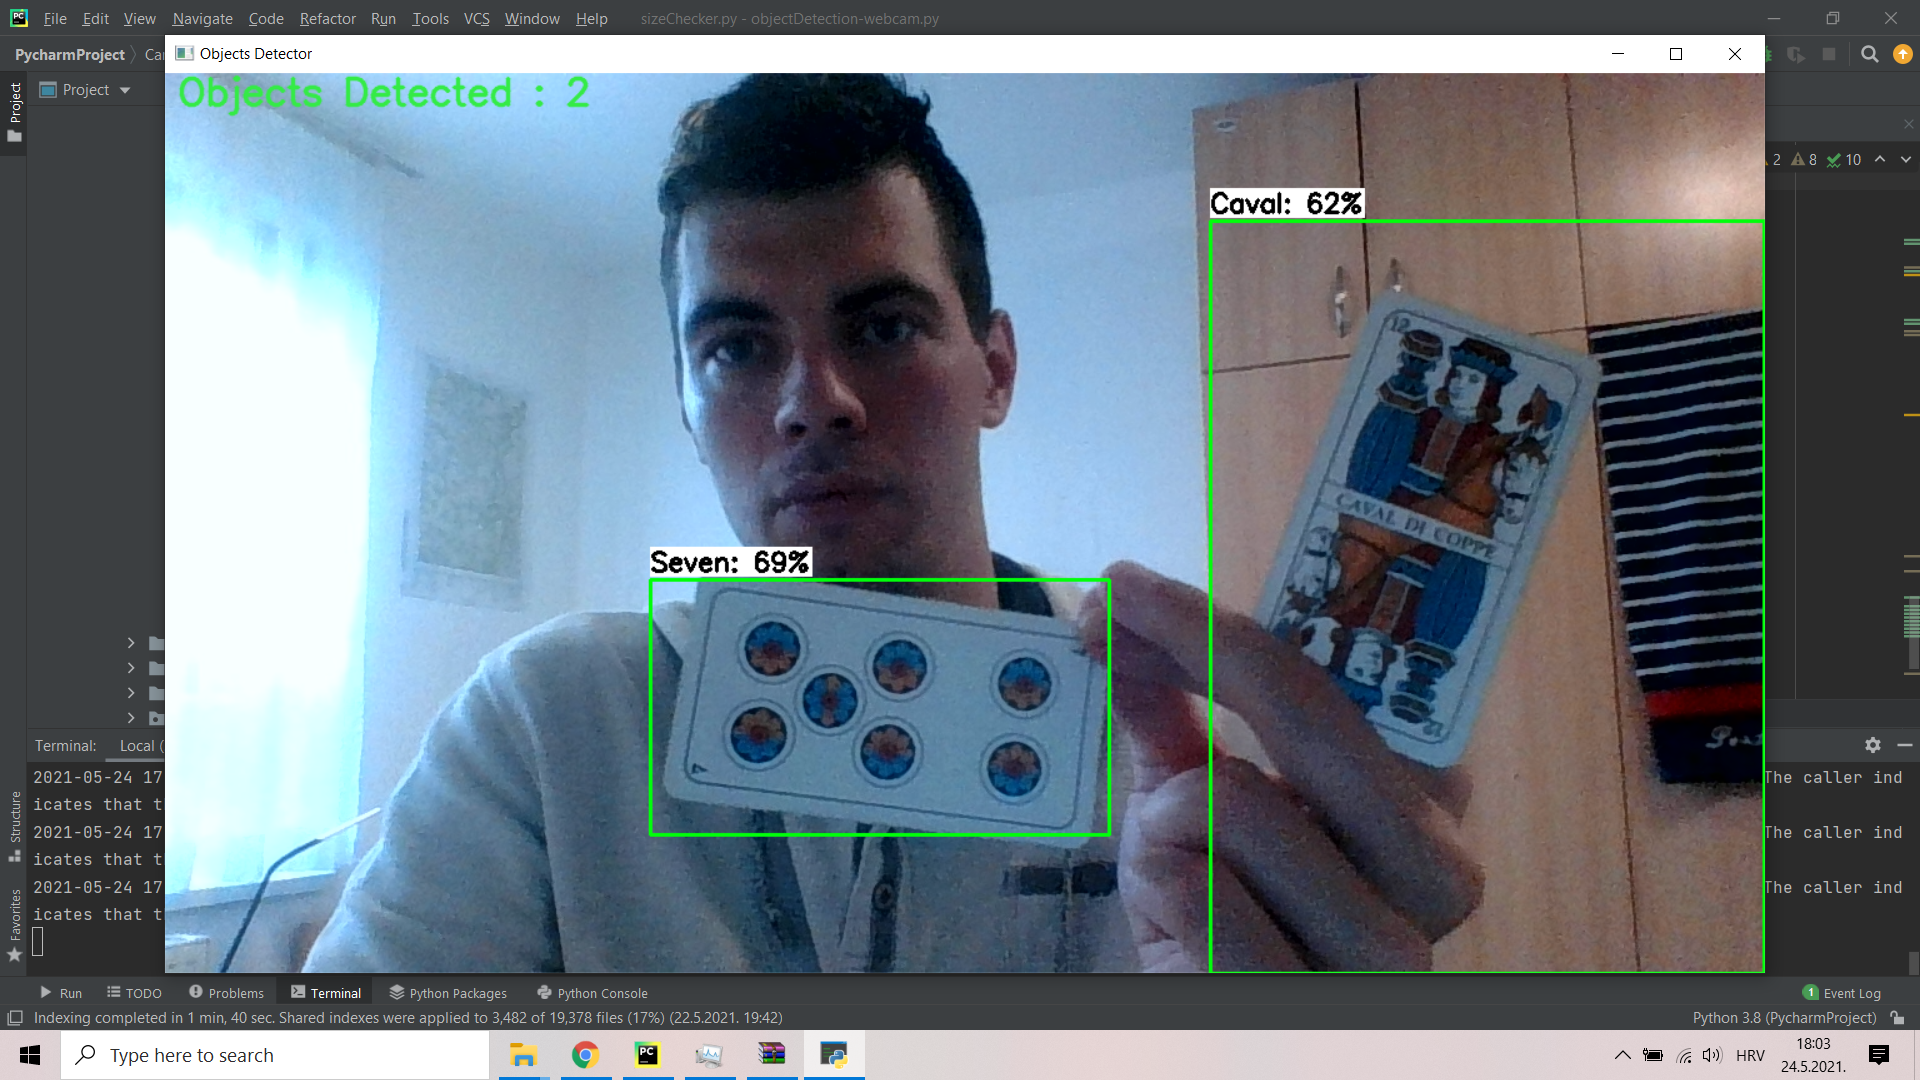 File Edit View Navigate Code Refactor Run Tools VCS Window Help sizeChecker.py - objectDetection-webcam.py
PycharmProject
Objects Detector
Project
Project
Objects Detected : 2
2 8 10
Caval: 62%
12
CAVAL DI COPPE
12
Seven: 69%
7
Terminal: Local
2021-05-24 17 The caller ind
icates that
2021-05-24 17 The caller ind
icates that
2021-05-24 17 The caller ind
icates that
Structure
Favorites
Run TODO Problems Terminal Python Packages Python Console 1 Event Log
Indexing completed in 1 min, 40 sec. Shared indexes were applied to 3,482 of 19,378 files (17%) (22.5.2021. 19:42) Python 3.8 (PycharmProject)
Type here to search
HRV
18:03
24.5.2021.